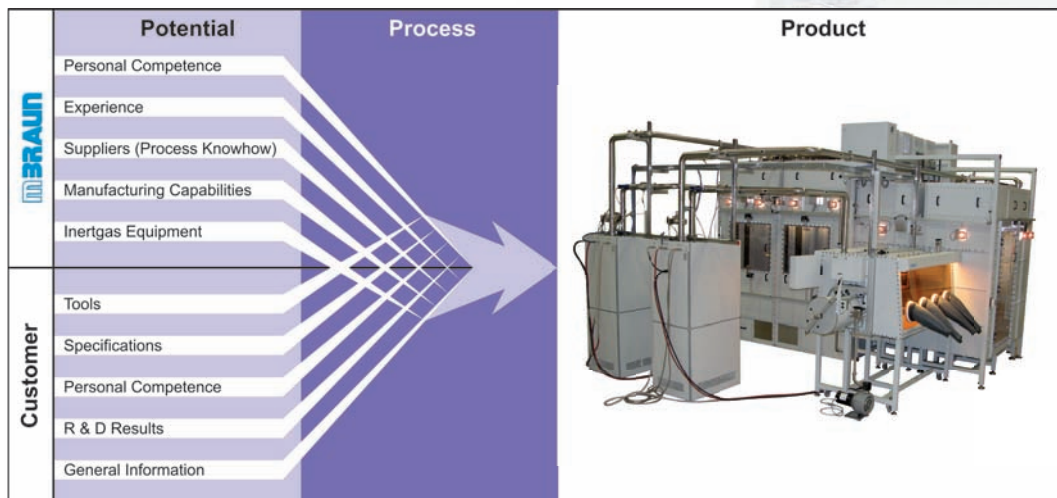 Potential
Process
Product
mBRAUN
Personal Competence
Experience
Suppliers (Process Knowhow)
Manufacturing Capabilities
Inertgas Equipment
Customer
Tools
Specifications
Personal Competence
R & D Results
General Information